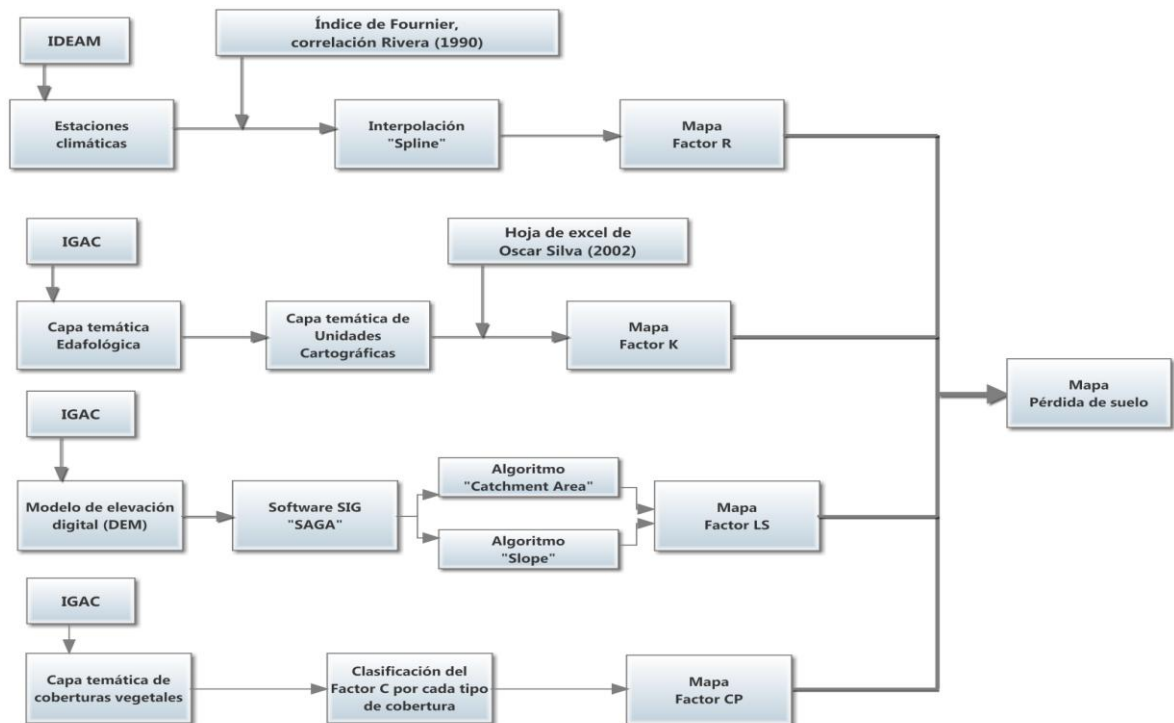 IDEAM
Índice de Fournier,
correlación Rivera (1990)
Estaciones
climáticas
Interpolación
"Spline"
Mapa
Factor R
IGAC
Hoja de excel de
Oscar Silva (2002)
Capa temática
Edafológica
Capa temática de
Unidades
Cartográficas
Mapa
Factor K
Mapa
Pérdida de suelo
IGAC
Modelo de elevación
digital (DEM)
Software SIG
"SAGA"
Algoritmo
"Catchment Area"
Algoritmo
"Slope"
Mapa
Factor LS
IGAC
Capa temática de
coberturas vegetales
Clasificación del
Factor C por cada tipo
de cobertura
Mapa
Factor CP